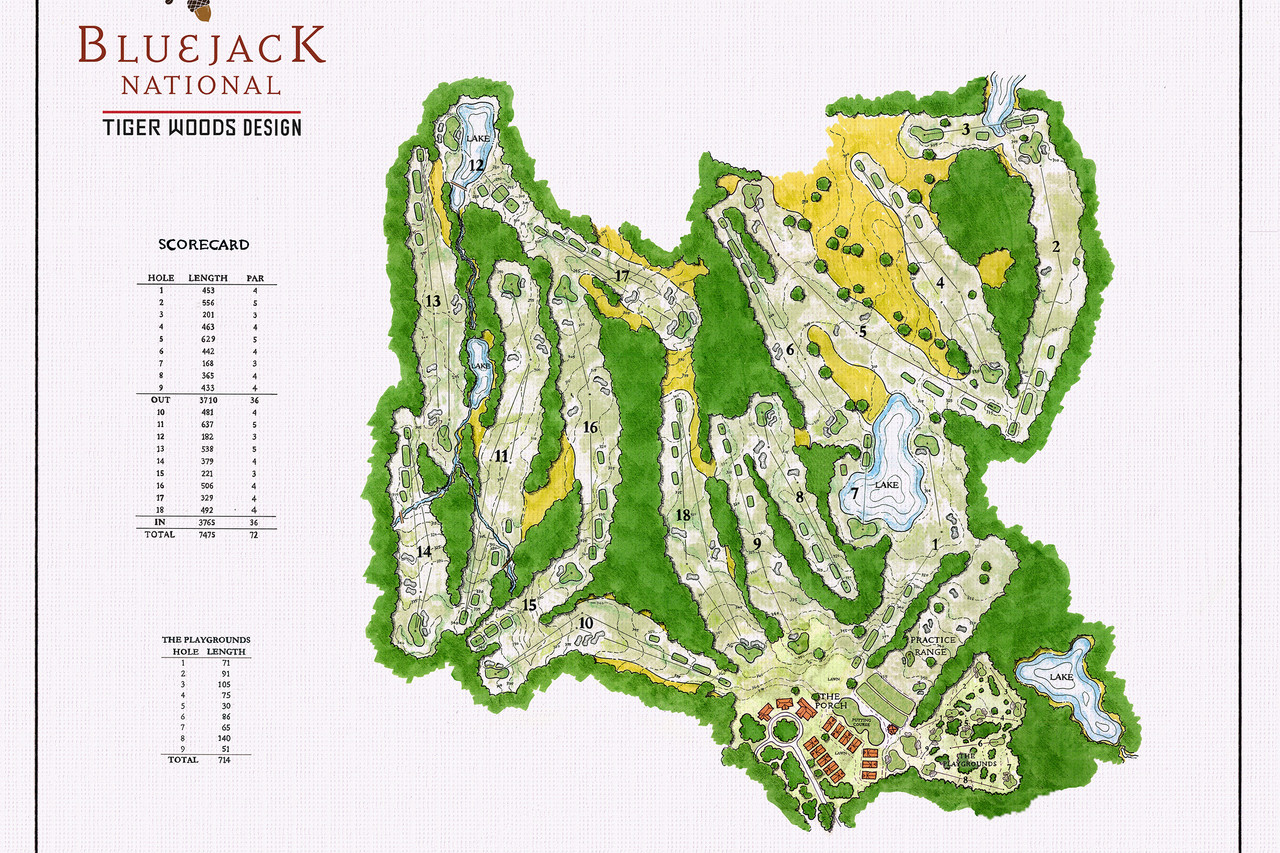 BLUEJACK
NATIONAL
TIGER WOODS DESIGN
SCORECARD
HOLE LENGTH PAR
1 453 4
2 556 5
3 201 3
4 463 4
5 629 5
6 442 4
7 168 3
8 365 4
9 433 4
OUT 3710 36
10 481 4
11 637 5
12 182 3
13 538 5
14 379 4
15 221 3
16 506 4
17 329 4
18 492 4
IN 3765 36
TOTAL 7475 72
THE PLAYGROUNDS
HOLE LENGTH
1 71
2 91
3 105
4 75
5 30
6 86
7 65
8 140
9 51
TOTAL 714
LAKE
12
3
2
17
4
13
5
6
LAKE
16
11
7
LAKE
8
18
9
1
14
15
10
PRACTICE
RANGE
LAWN
LAKE
THE
PORCH
PUTTING
COURSE
LAWN
THE
PLAYGROUNDS
7
8